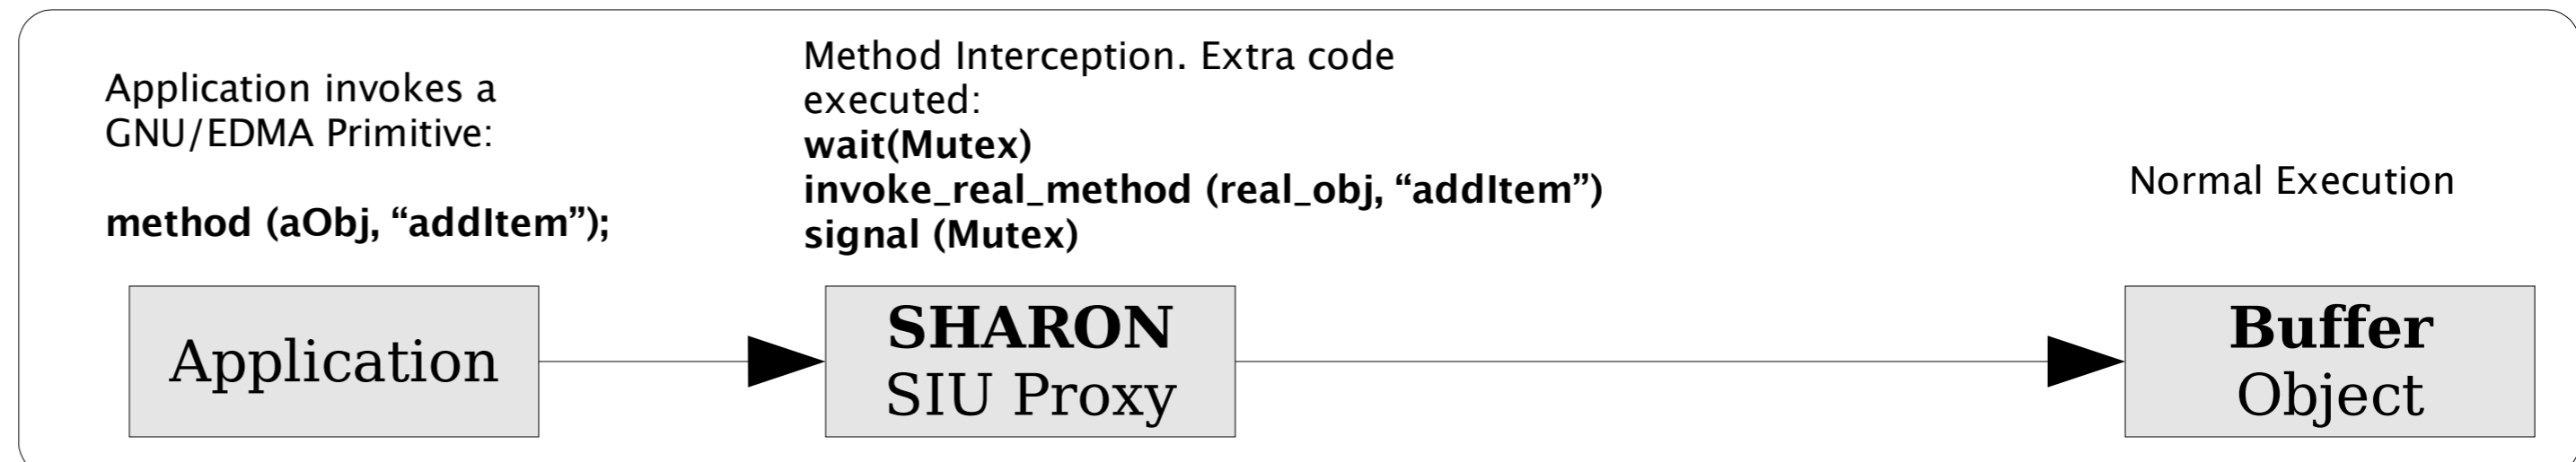 Application invokes a
GNU/EDMA Primitive:
method (aObj, “addItem”);
Method Interception. Extra code
executed:
wait(Mutex)
invoke_real_method (real_obj, “addItem”)
signal (Mutex)
Normal Execution
Application
SHARON
SIU Proxy
Buffer
Object